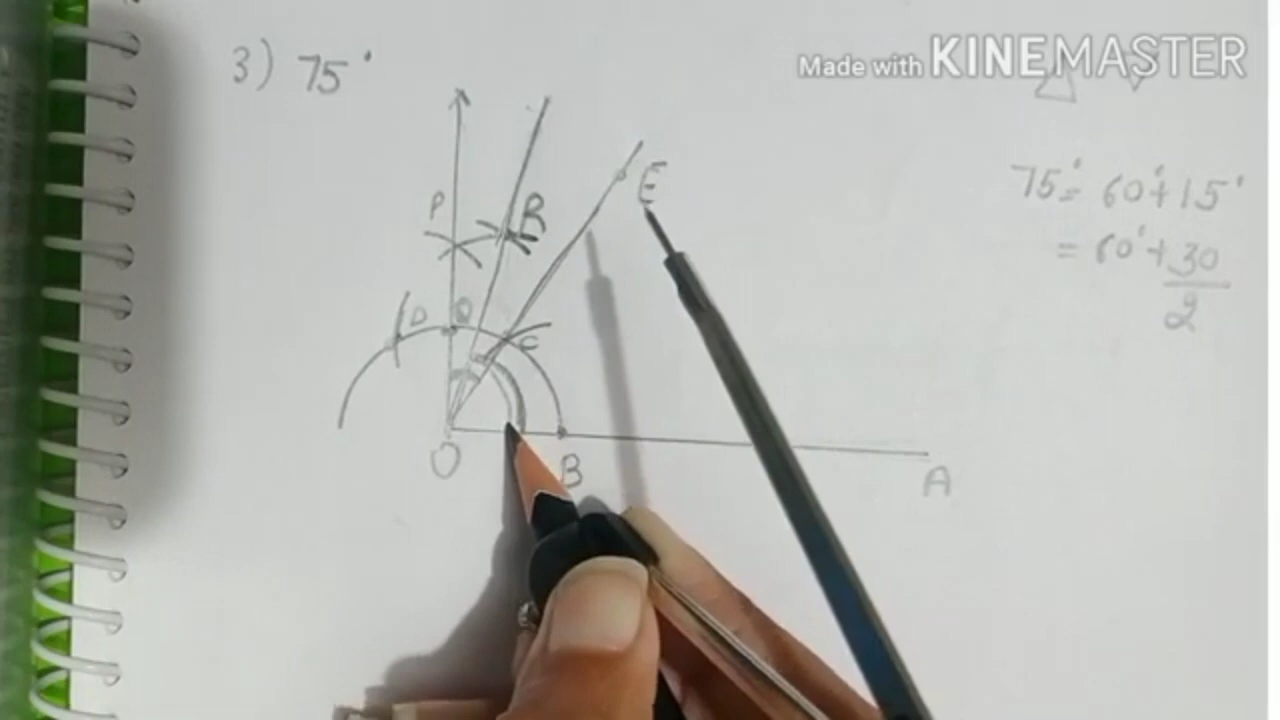 Made with KINEMASTER
3) 75°
E
75° = 60° + 15°
= 60° + 30
2
P
R
D
Q
C
O
B
A